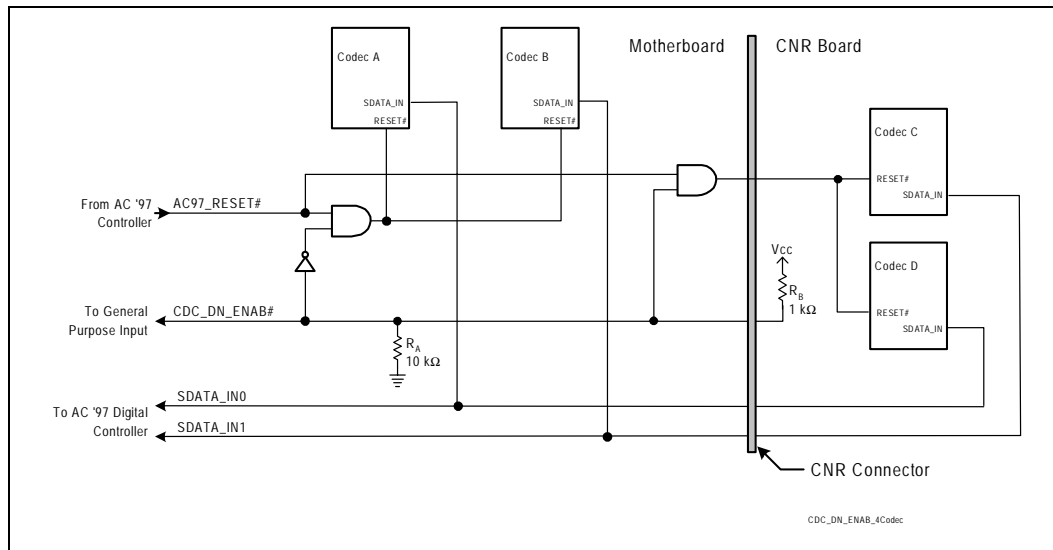 Motherboard
CNR Board
Codec A
SDATA_IN
RESET#
Codec B
SDATA_IN
RESET#
Codec C
RESET#
SDATA_IN
From AC '97
Controller
AC97_RESET#
Vcc
RB
1 kΩ
Codec D
RESET#
SDATA_IN
To General
Purpose Input
CDC_DN_ENAB#
RA
10 kΩ
To AC '97 Digital
Controller
SDATA_IN0
SDATA_IN1
CNR Connector
CDC_DN_ENAB_4Codec